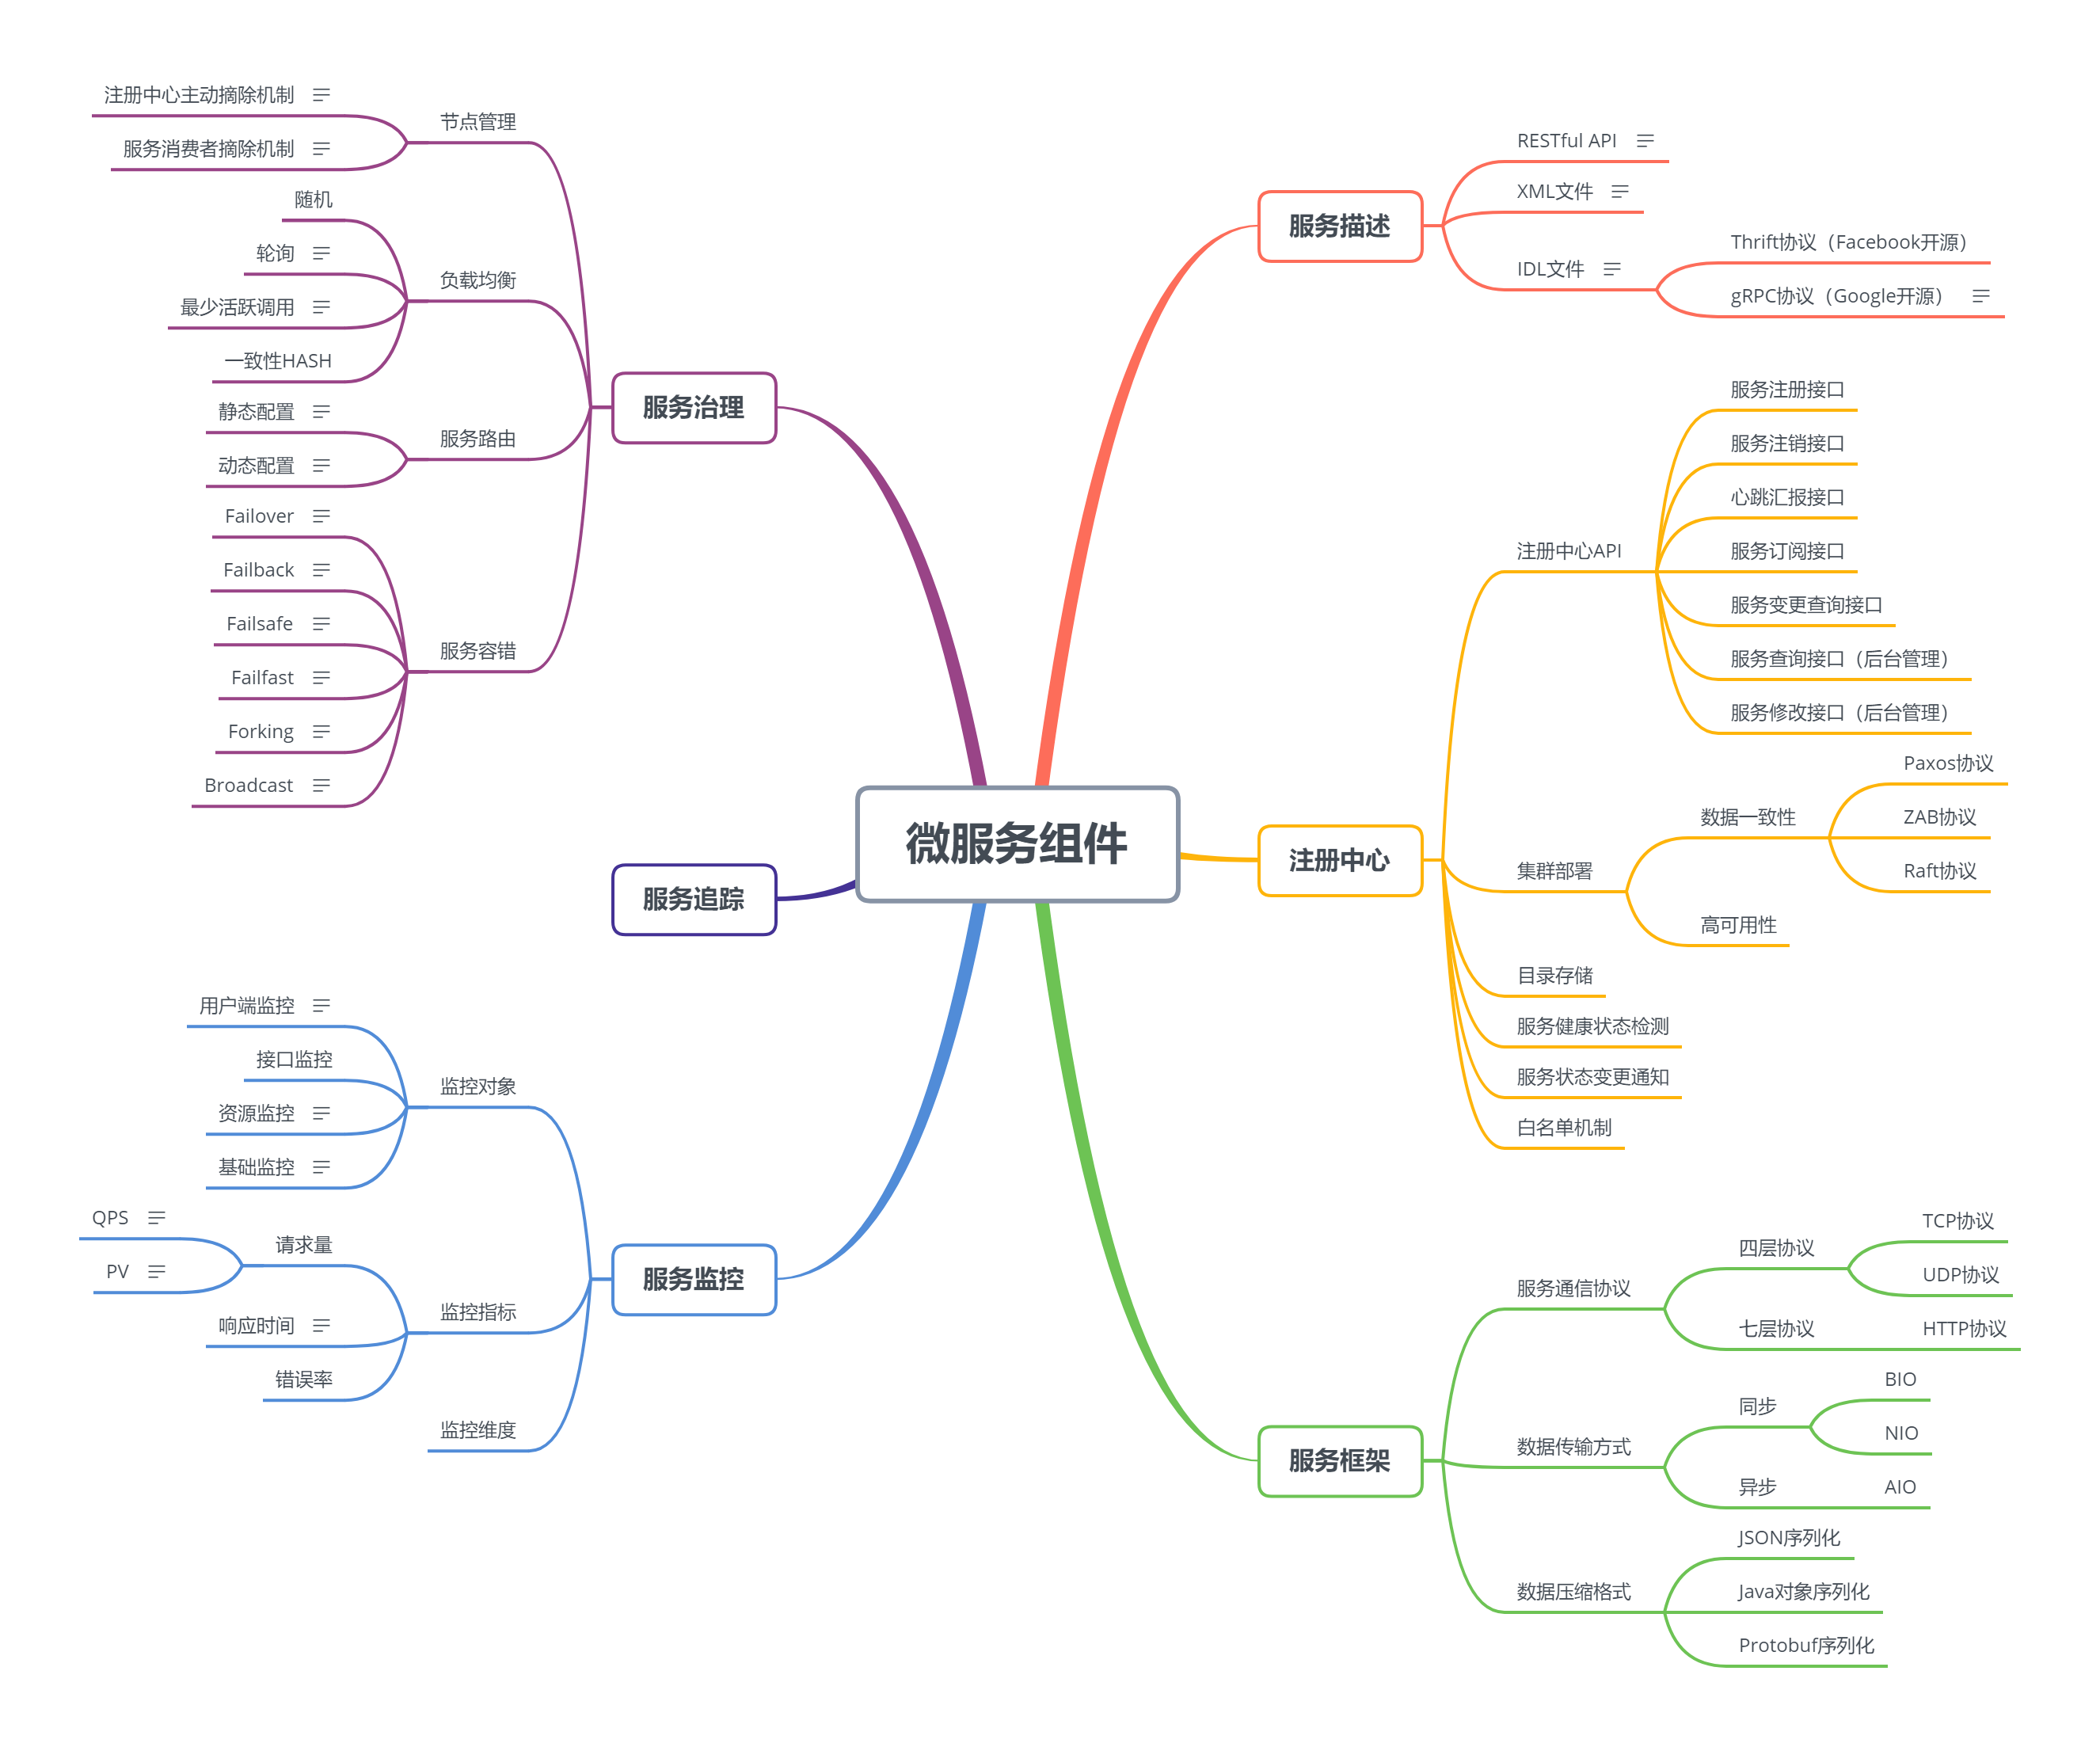 微服务组件
服务描述
RESTful API
XML文件
IDL文件
Thrift协议（Facebook开源）
gRPC协议（Google开源）
注册中心
注册中心API
服务注册接口
服务注销接口
心跳汇报接口
服务订阅接口
服务变更查询接口
服务查询接口（后台管理）
服务修改接口（后台管理）
集群部署
数据一致性
Paxos协议
ZAB协议
Raft协议
高可用性
目录存储
服务健康状态检测
服务状态变更通知
白名单机制
服务框架
服务通信协议
四层协议
TCP协议
UDP协议
七层协议
HTTP协议
数据传输方式
同步
BIO
NIO
异步
AIO
数据压缩格式
JSON序列化
Java对象序列化
Protobuf序列化
服务监控
监控对象
用户端监控
接口监控
资源监控
基础监控
监控指标
请求量
QPS
PV
响应时间
错误率
监控维度
服务追踪
服务治理
节点管理
注册中心主动摘除机制
服务消费者摘除机制
负载均衡
随机
轮询
最少活跃调用
一致性HASH
服务路由
静态配置
动态配置
服务容错
Failover
Failback
Failsafe
Failfast
Forking
Broadcast